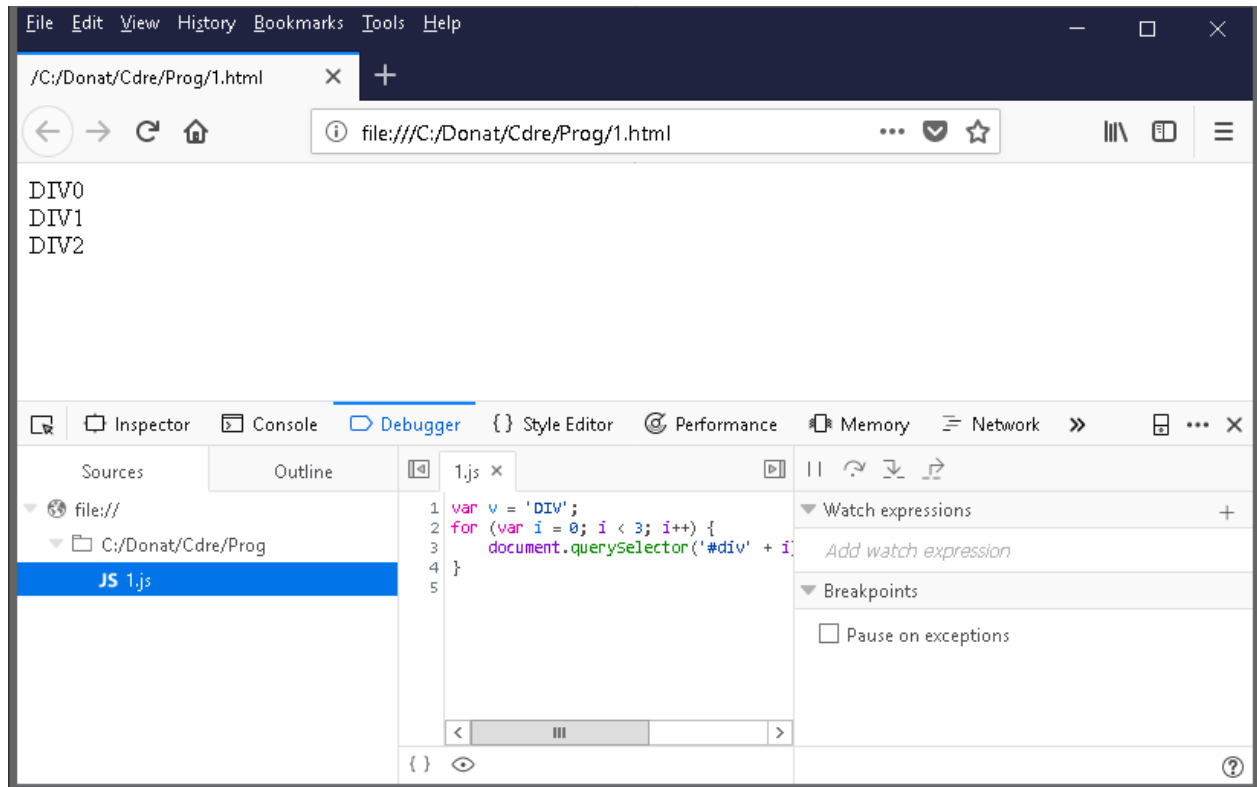 File Edit View History Bookmarks Tools Help
/C:/Donat/Cdre/Prog/1.html
file:///C:/Donat/Cdre/Prog/1.html
DIV0
DIV1
DIV2
Inspector Console Debugger {} Style Editor Performance Memory Network
Sources Outline
file://
C:/Donat/Cdre/Prog
JS 1.js
1.js
1 var v = 'DIV';
2 for (var i = 0; i < 3; i++) {
3 document.querySelector('#div' + i)
4 }
5
{ }
Watch expressions
Add watch expression
Breakpoints
Pause on exceptions